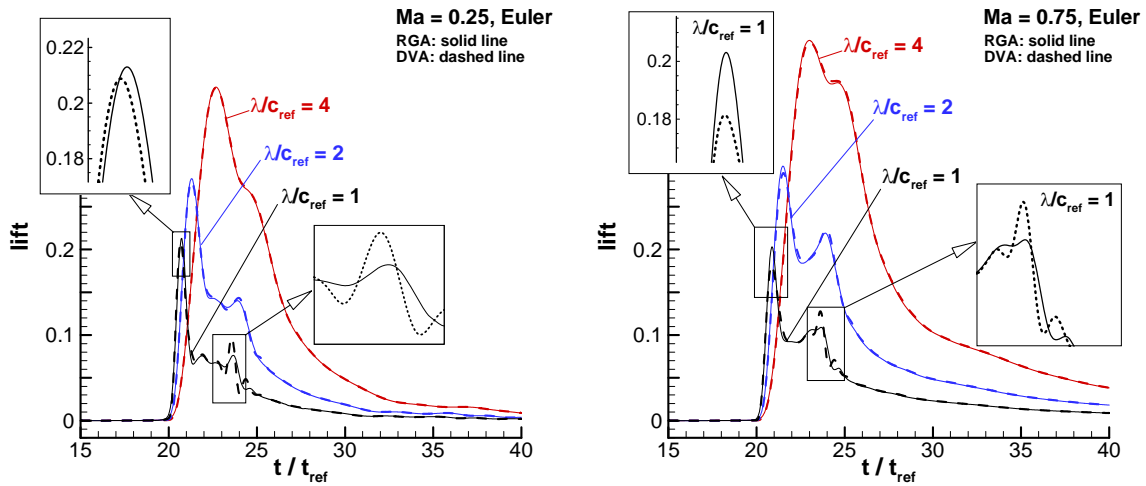 Ma = 0.25, Euler
RGA: solid line
DVA: dashed line
0.22
0.2
0.18
λ/c_ref = 4
λ/c_ref = 2
λ/c_ref = 1
lift
0.2
0.1
0
15
20
25
30
35
40
t / t_ref
Ma = 0.75, Euler
RGA: solid line
DVA: dashed line
λ/c_ref = 1
0.2
0.18
λ/c_ref = 4
λ/c_ref = 2
λ/c_ref = 1
λ/c_ref = 1
lift
0.2
0.1
0
15
20
25
30
35
40
t / t_ref